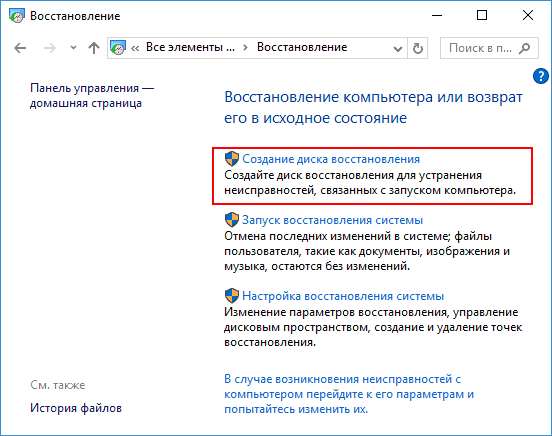 Восстановление
« Все элементы ... > Восстановление
Поиск в п...
?
Панель управления —
домашняя страница
Восстановление компьютера или возврат
его в исходное состояние
Создание диска восстановления
Создайте диск восстановления для устранения
неисправностей, связанных с запуском компьютера.
Запуск восстановления системы
Отмена последних изменений в системе; файлы
пользователя, такие как документы, изображения и
музыка, остаются без изменений.
Настройка восстановления системы
Изменение параметров восстановления, управление
дисковым пространством, создание и удаление точек
восстановления.
В случае возникновения неисправностей с
компьютером перейдите к его параметрам и
попытайтесь изменить их.
См. также
История файлов